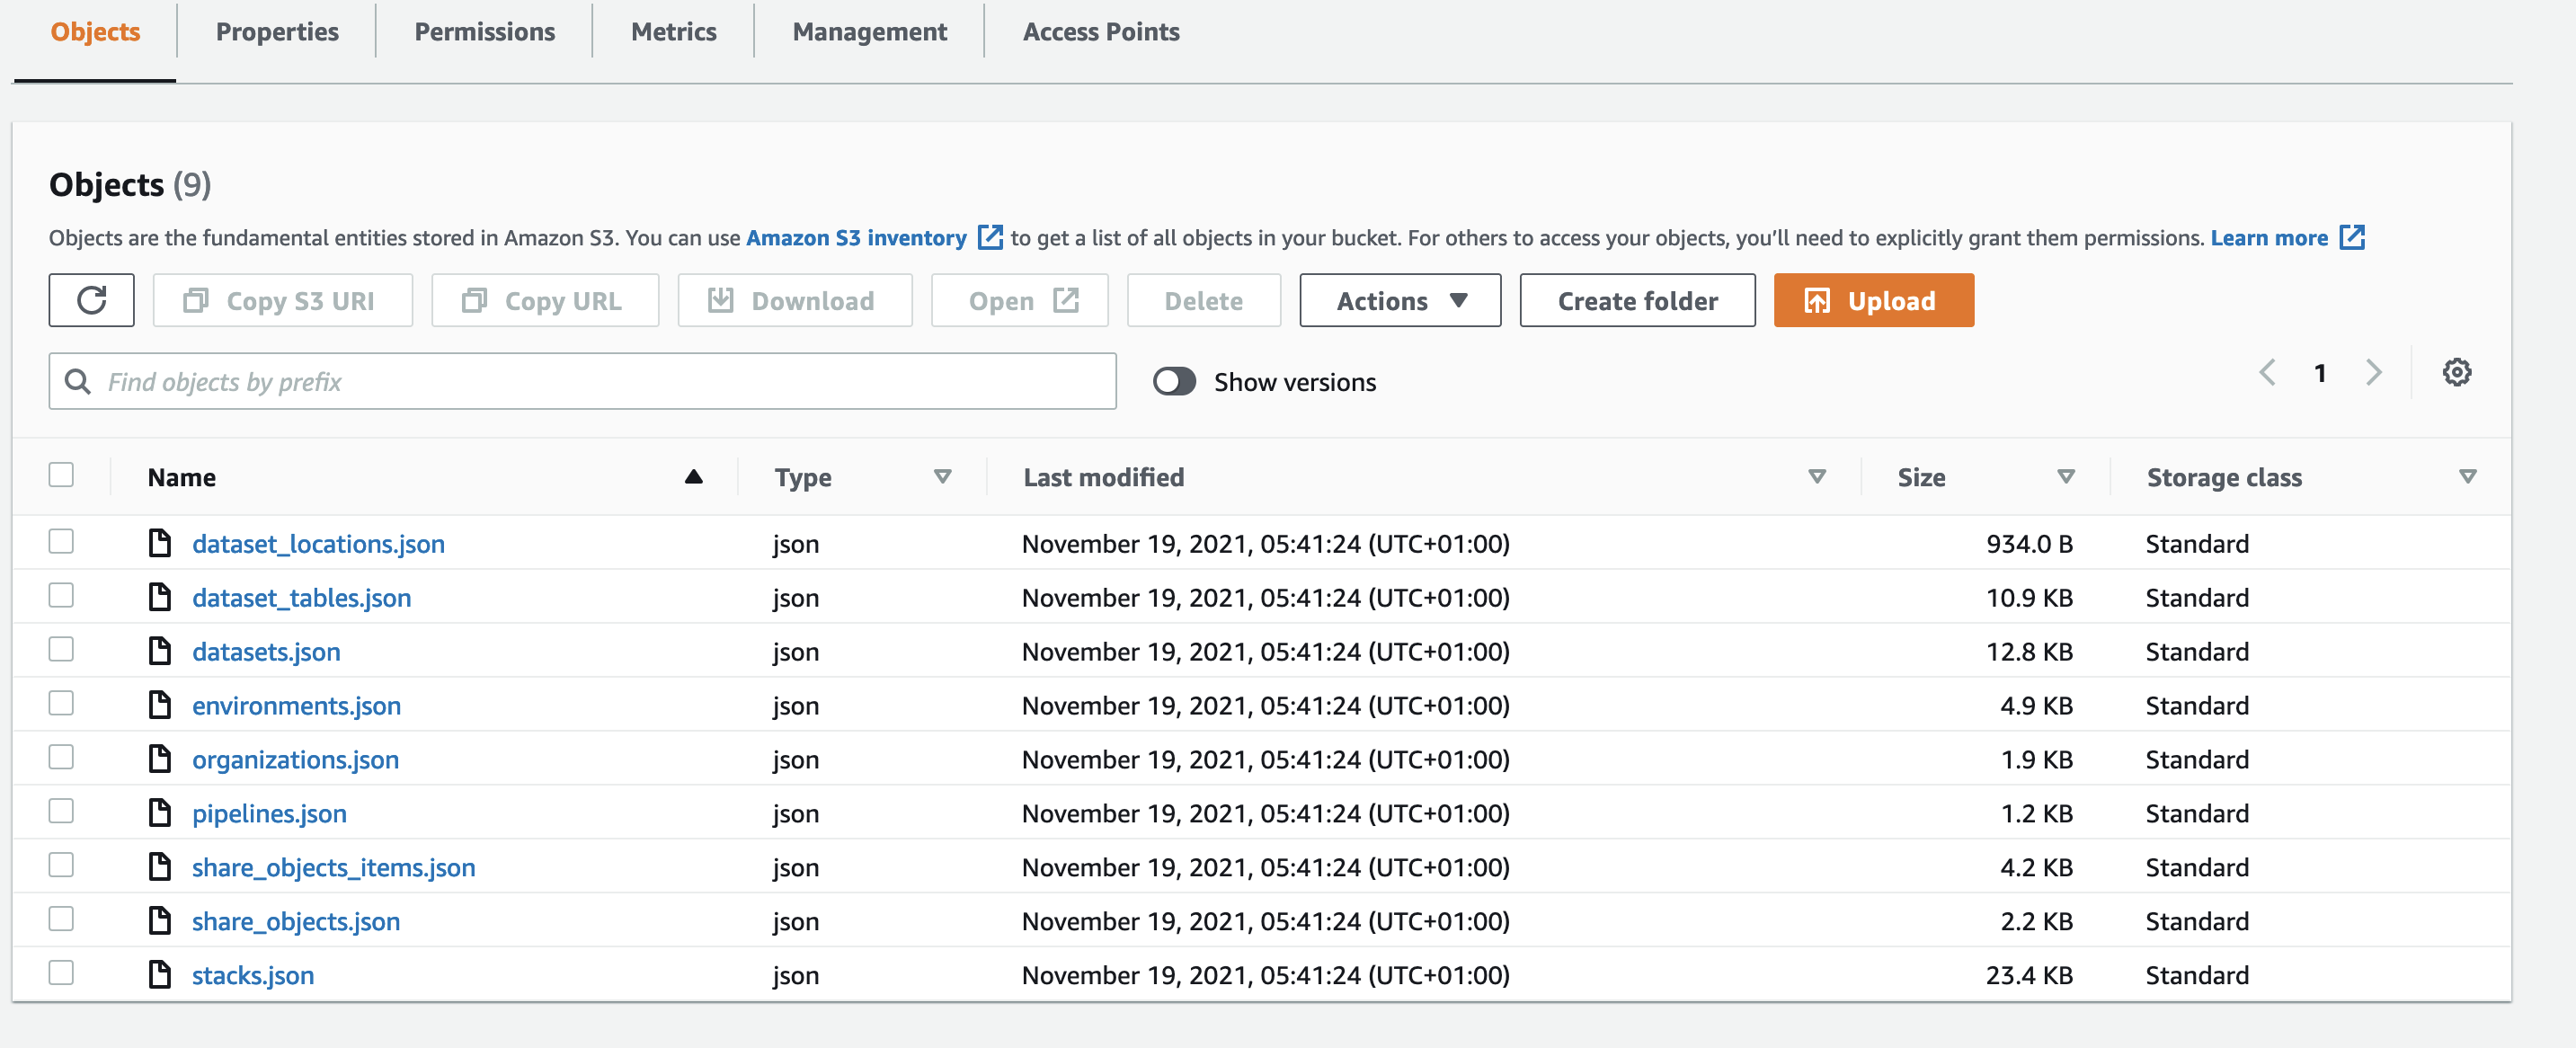 Objects Properties Permissions Metrics Management Access Points
Objects (9)
Objects are the fundamental entities stored in Amazon S3. You can use Amazon S3 inventory to get a list of all objects in your bucket. For others to access your objects, you’ll need to explicitly grant them permissions. Learn more
Copy S3 URI Copy URL Download Open Delete Actions Create folder Upload
Find objects by prefix Show versions 1
Name Type Last modified Size Storage class
dataset_locations.json json November 19, 2021, 05:41:24 (UTC+01:00) 934.0 B Standard
dataset_tables.json json November 19, 2021, 05:41:24 (UTC+01:00) 10.9 KB Standard
datasets.json json November 19, 2021, 05:41:24 (UTC+01:00) 12.8 KB Standard
environments.json json November 19, 2021, 05:41:24 (UTC+01:00) 4.9 KB Standard
organizations.json json November 19, 2021, 05:41:24 (UTC+01:00) 1.9 KB Standard
pipelines.json json November 19, 2021, 05:41:24 (UTC+01:00) 1.2 KB Standard
share_objects_items.json json November 19, 2021, 05:41:24 (UTC+01:00) 4.2 KB Standard
share_objects.json json November 19, 2021, 05:41:24 (UTC+01:00) 2.2 KB Standard
stacks.json json November 19, 2021, 05:41:24 (UTC+01:00) 23.4 KB Standard